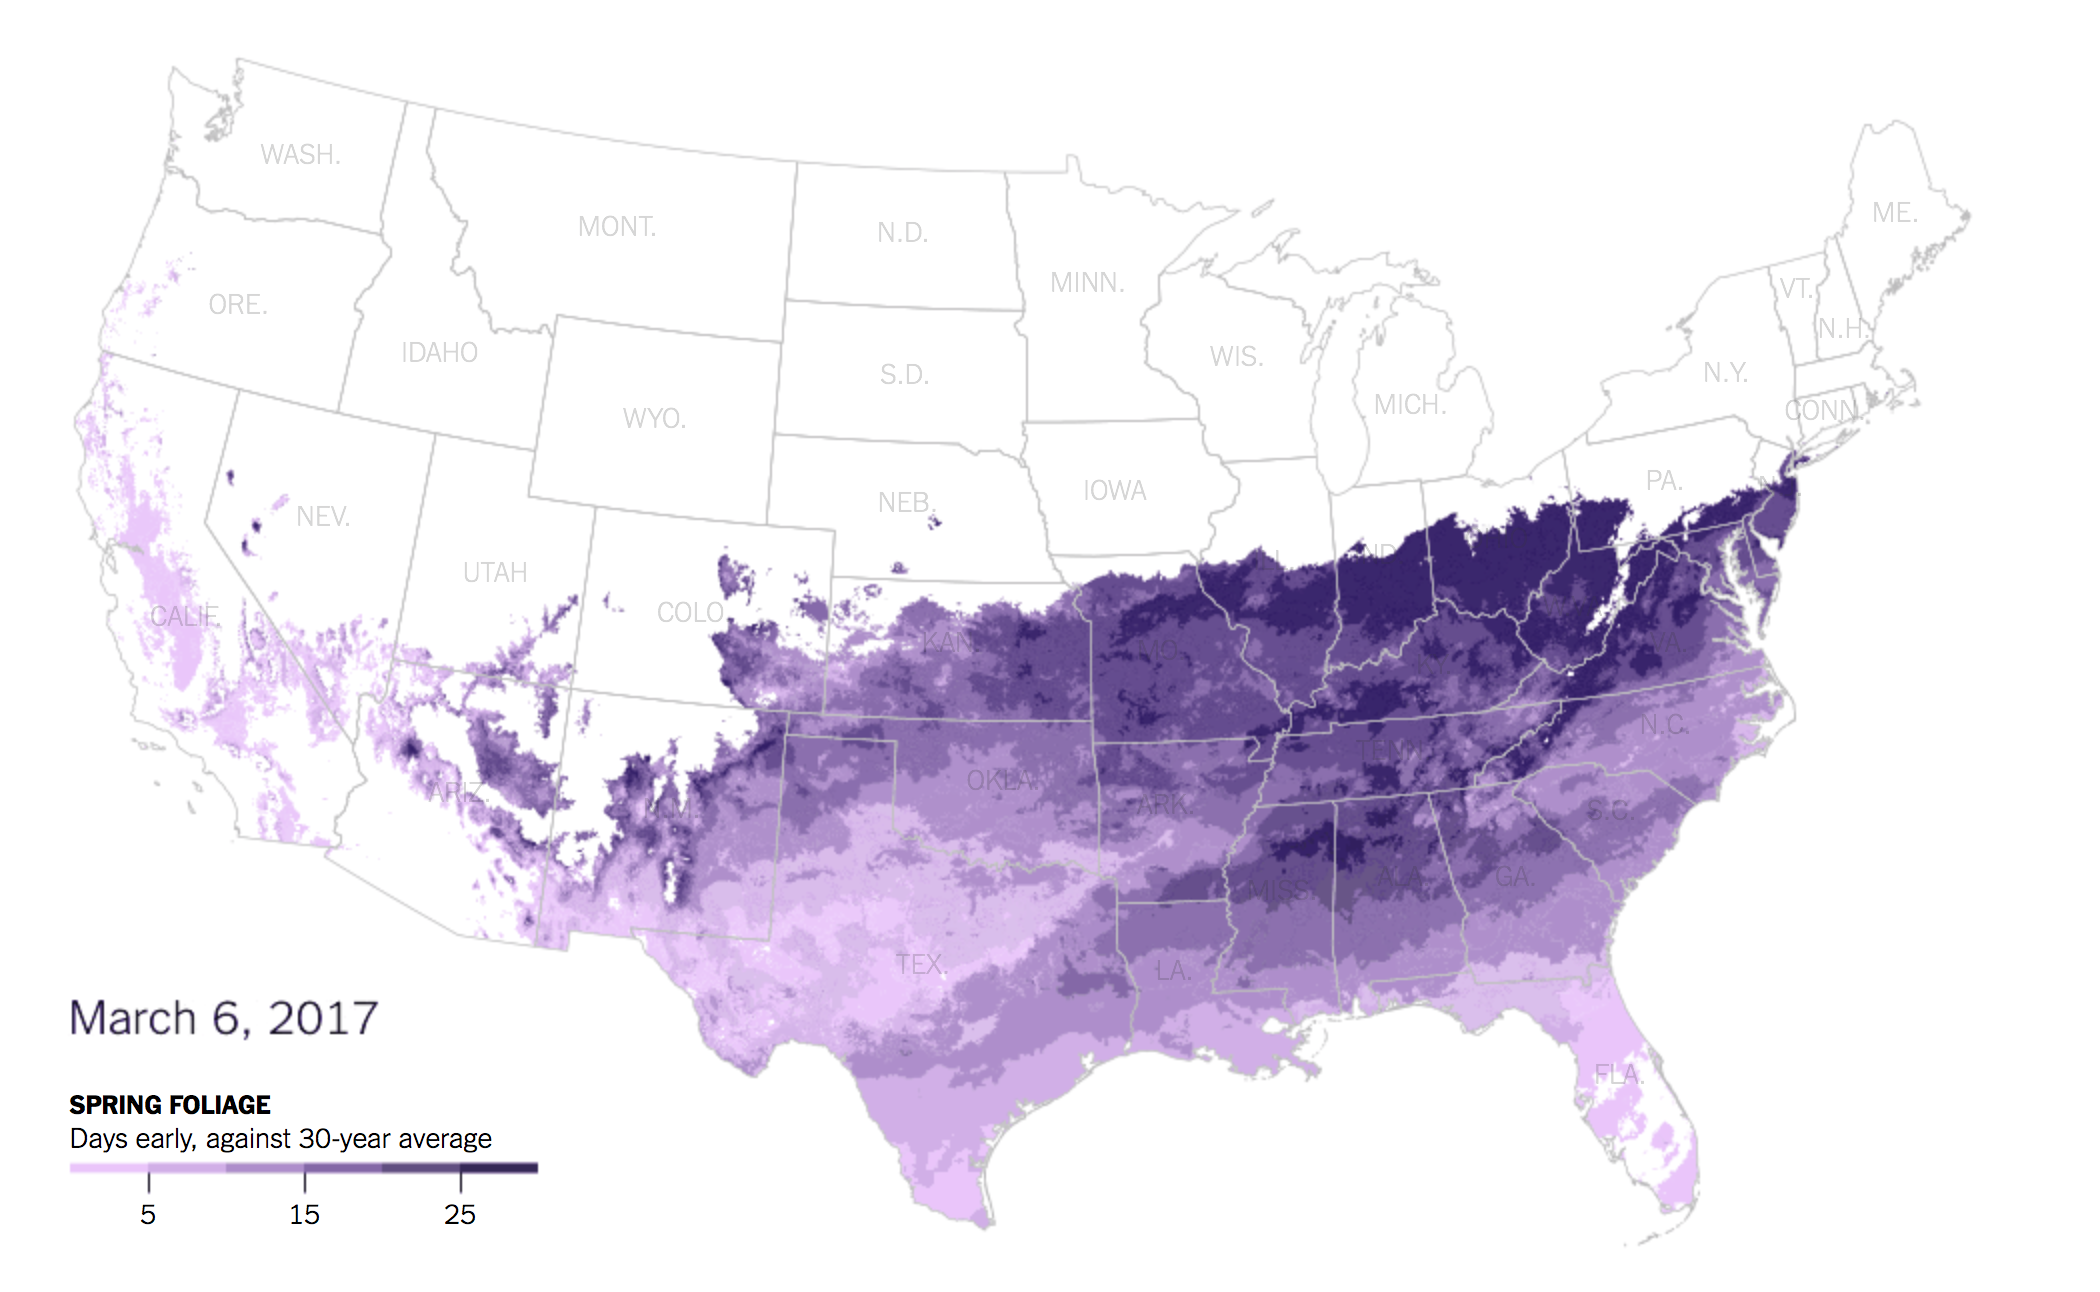 WASH.
MONT.
N.D.
MINN.
ME.
ORE.
IDAHO
S.D.
WIS.
VT.
N.H.
WYO.
MICH.
N.Y.
CONN.
NEV.
NEB.
IOWA
PA.
UTAH
COLO.
CALIF.
KAN.
MO.
VA.
ARIZ.
OKLA.
ARK.
TENN.
N.C.
S.C.
MISS.
ALA.
GA.
TEX.
LA.
FLA.
March 6, 2017
SPRING FOLIAGE
Days early, against 30-year average
5 15 25